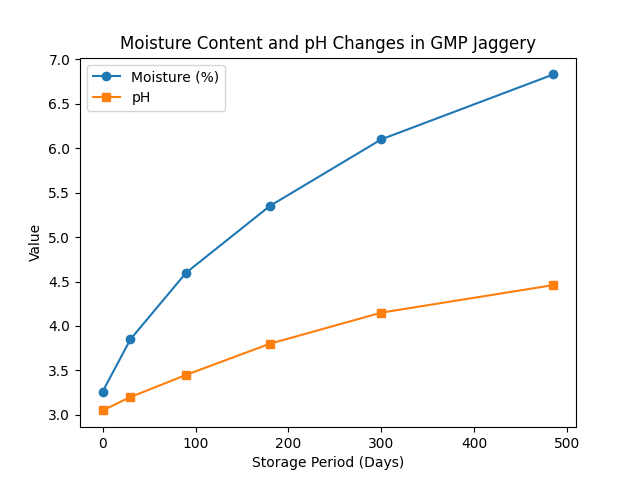 Moisture Content and pH Changes in GMP Jaggery
Moisture (%)
pH
Value
7.0
6.5
6.0
5.5
5.0
4.5
4.0
3.5
3.0
0 100 200 300 400 500
Storage Period (Days)